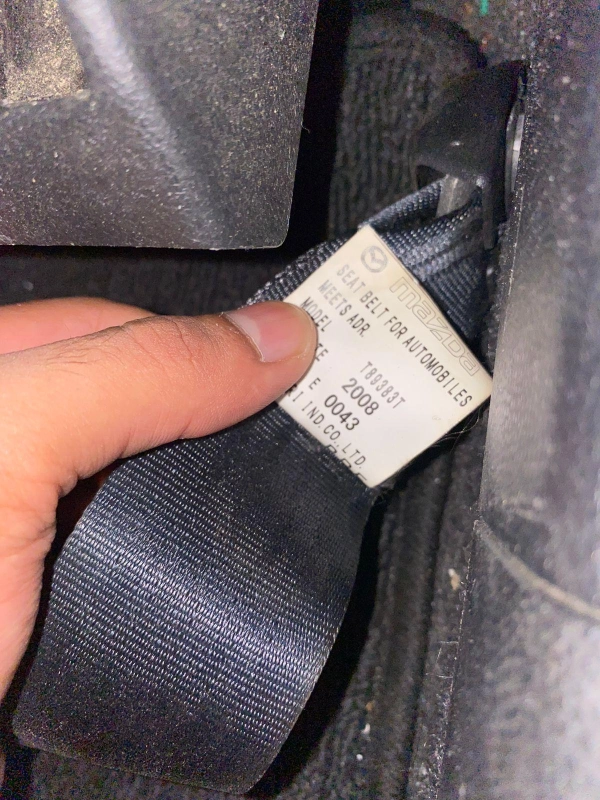 mazda
SEAT BELT FOR AUTOMOBILES
MEETS ADR.
MODEL T89383T
2008
E 0043
IND.CO.,LTD.